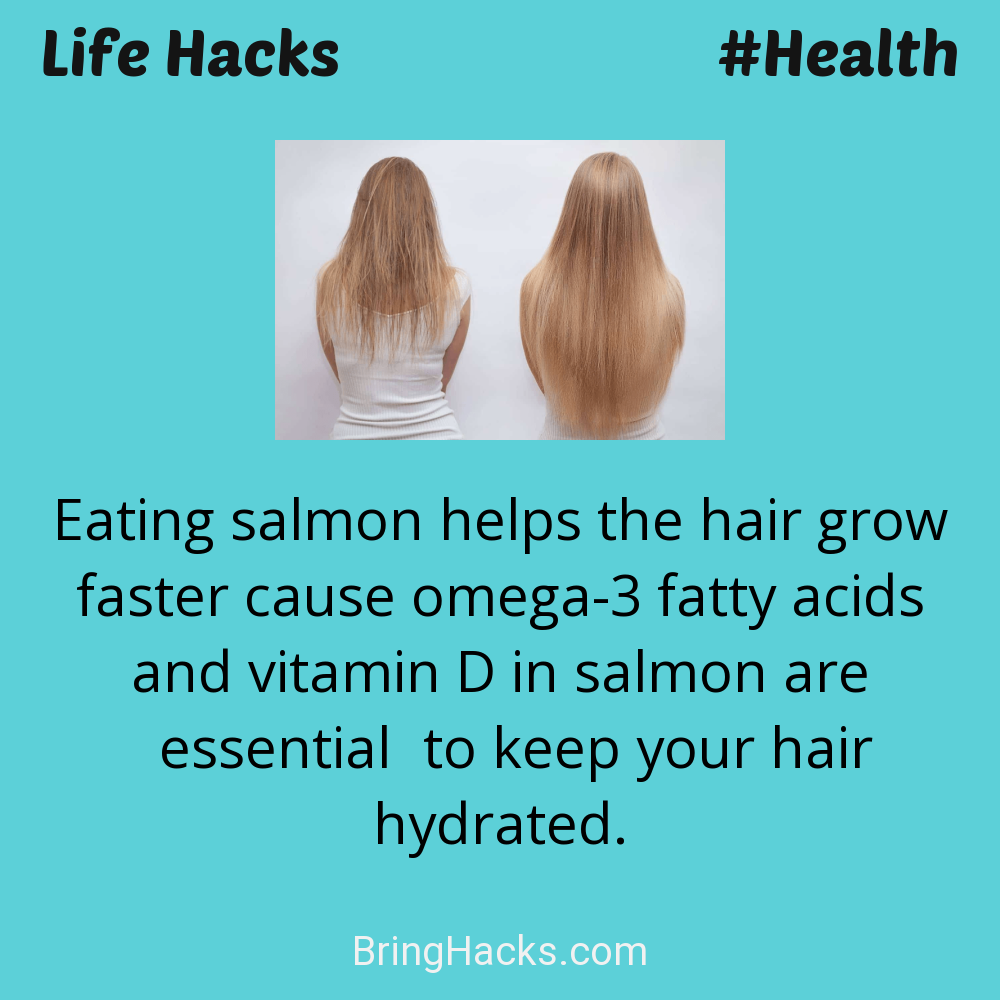 Life Hacks
#Health
Eating salmon helps the hair grow
faster cause omega-3 fatty acids
and vitamin D in salmon are
essential  to keep your hair
hydrated.
BringHacks.com